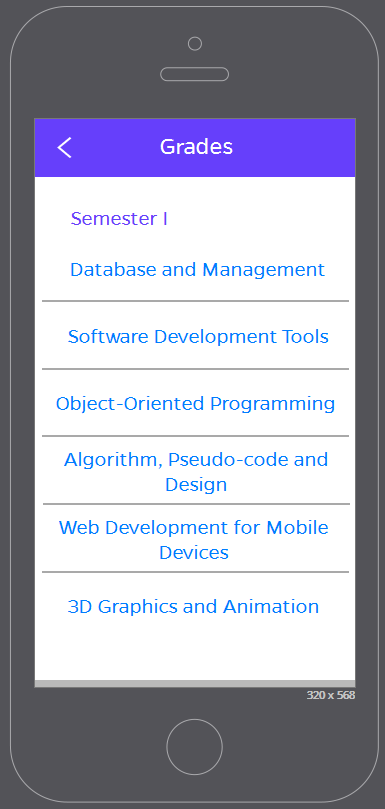 Grades
Semester I
Database and Management
Software Development Tools
Object-Oriented Programming
Algorithm, Pseudo-code and
Design
Web Development for Mobile
Devices
3D Graphics and Animation
320 x 568